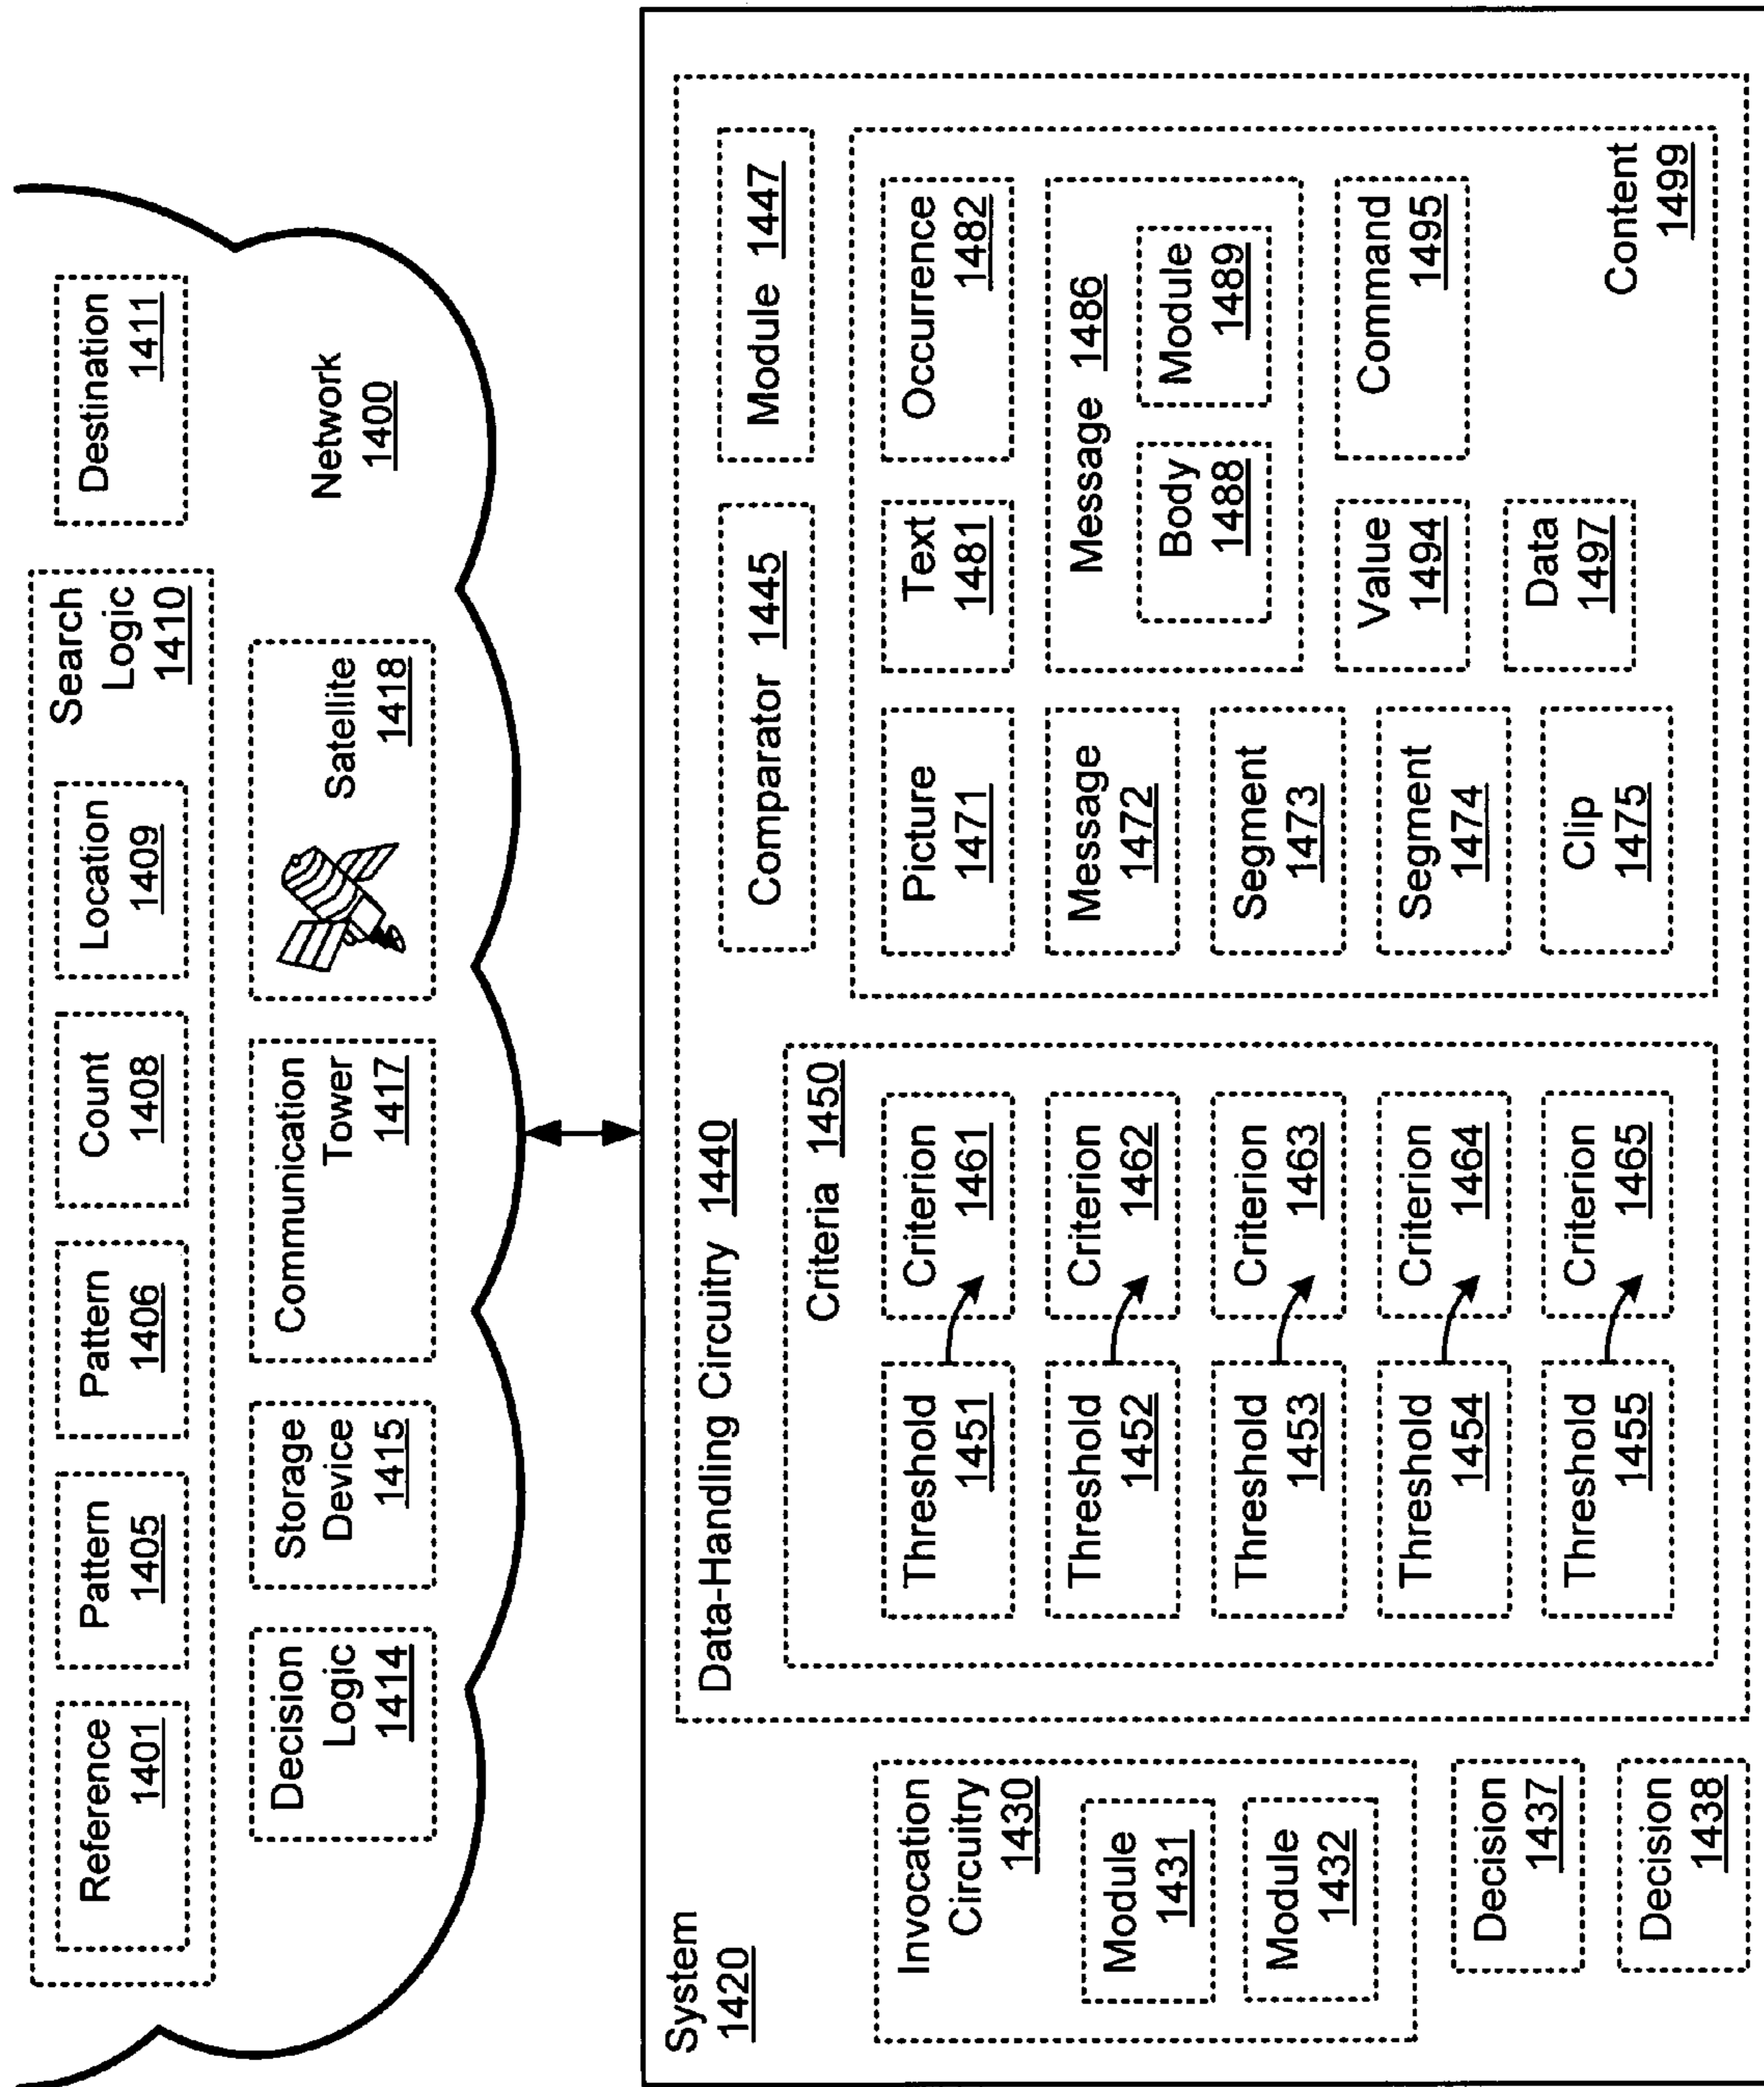 Reference
1401
Pattern
1405
Pattern
1406
Count
1408
Location
1409
Search
Logic
1410
Destination
1411
Decision
Logic
1414
Storage
Device
1415
Communication
Tower
1417
Satellite
1418
Network
1400
System
1420
Invocation
Circuitry
1430
Module
1431
Module
1432
Decision
1437
Decision
1438
Data-Handling Circuitry 1440
Comparator 1445
Module 1447
Criteria 1450
Threshold
1451
Criterion
1461
Threshold
1452
Criterion
1462
Threshold
1453
Criterion
1463
Threshold
1454
Criterion
1464
Threshold
1455
Criterion
1465
Picture
1471
Text
1481
Occurrence
1482
Message
1472
Message 1486
Body
1488
Module
1489
Segment
1473
Segment
1474
Value
1494
Command
1495
Clip
1475
Data
1497
Content
1499